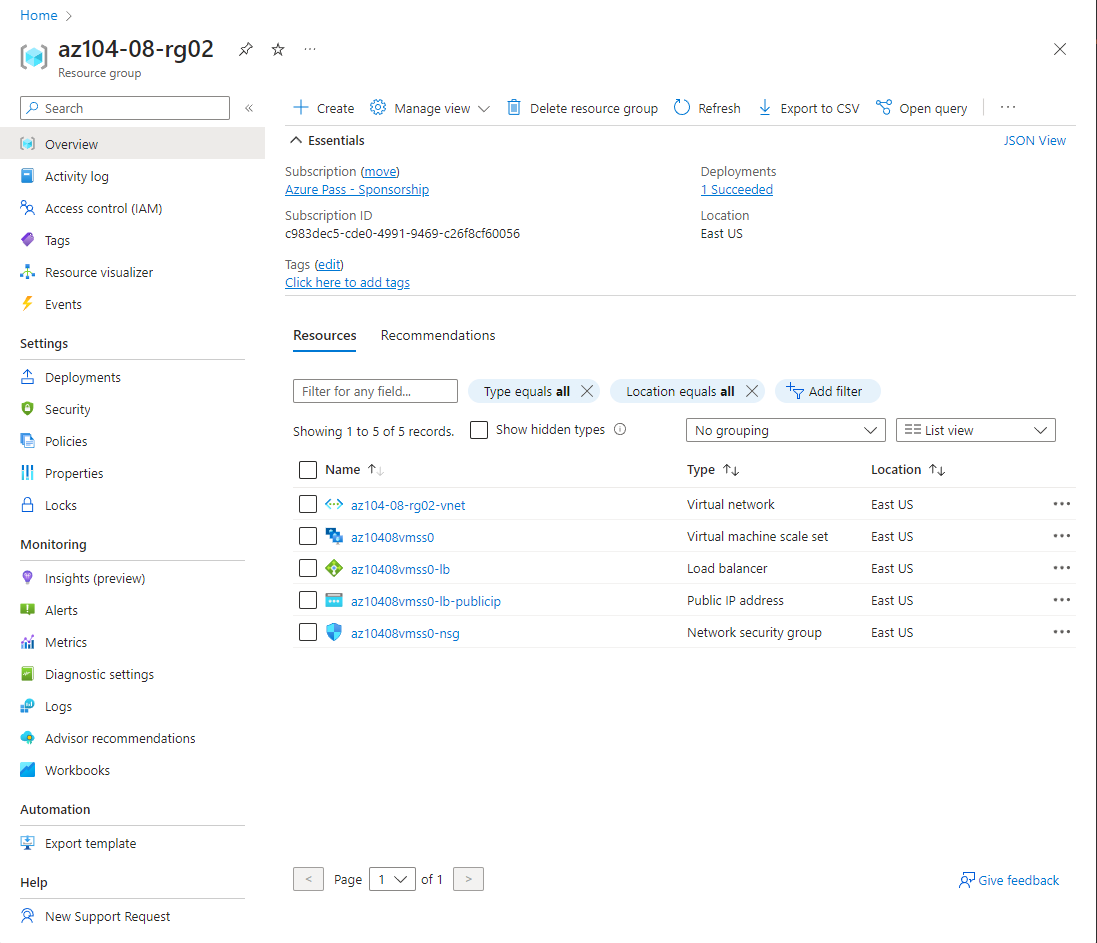 Home
az104-08-rg02
Resource group
Search
Create
Manage view
Delete resource group
Refresh
Export to CSV
Open query
Overview
Activity log
Access control (IAM)
Tags
Resource visualizer
Events
Settings
Deployments
Security
Policies
Properties
Locks
Monitoring
Insights (preview)
Alerts
Metrics
Diagnostic settings
Logs
Advisor recommendations
Workbooks
Automation
Export template
Help
New Support Request
Essentials
JSON View
Subscription (move)
Azure Pass - Sponsorship
Subscription ID
c983dec5-cde0-4991-9469-c26f8cf60056
Tags (edit)
Click here to add tags
Deployments
1 Succeeded
Location
East US
Resources Recommendations
Filter for any field...
Type equals all
Location equals all
Add filter
Showing 1 to 5 of 5 records.
Show hidden types
No grouping
List view
Name Type Location
az104-08-rg02-vnet Virtual network East US
az10408vmss0 Virtual machine scale set East US
az10408vmss0-lb Load balancer East US
az10408vmss0-lb-publicip Public IP address East US
az10408vmss0-nsg Network security group East US
< Page 1 of 1 >
Give feedback